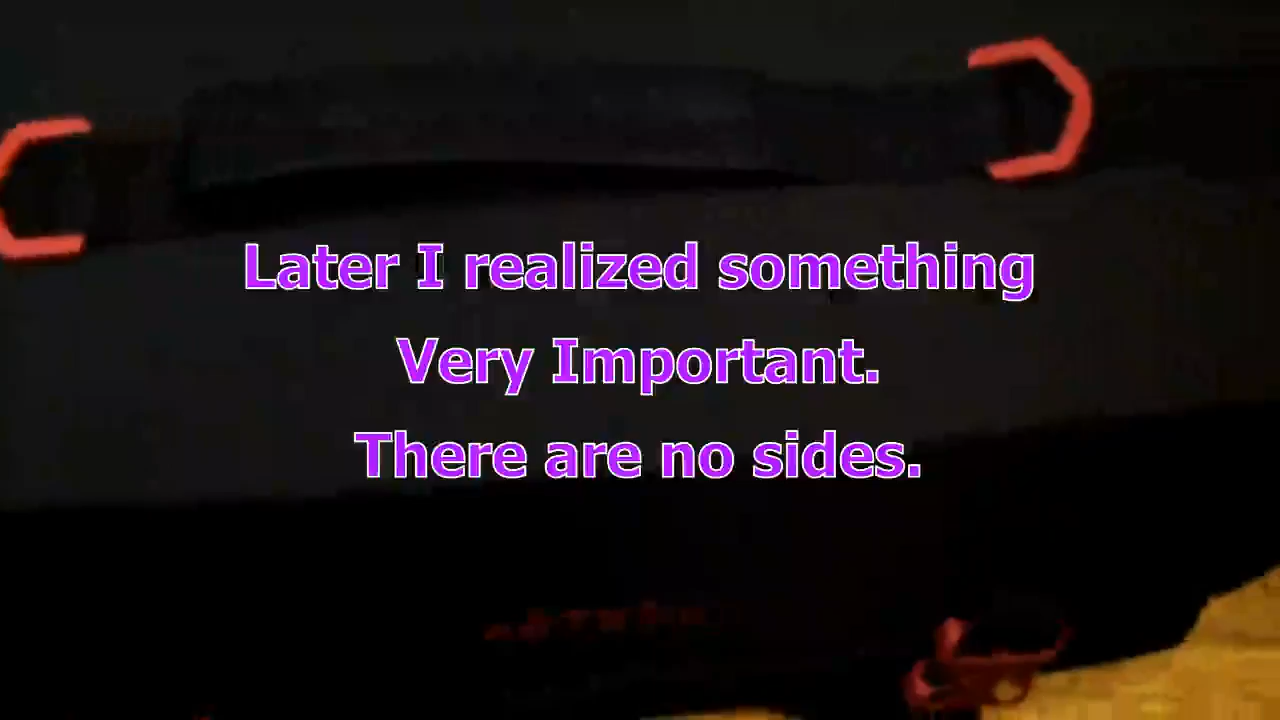 Later I realized something
Very Important.
There are no sides.